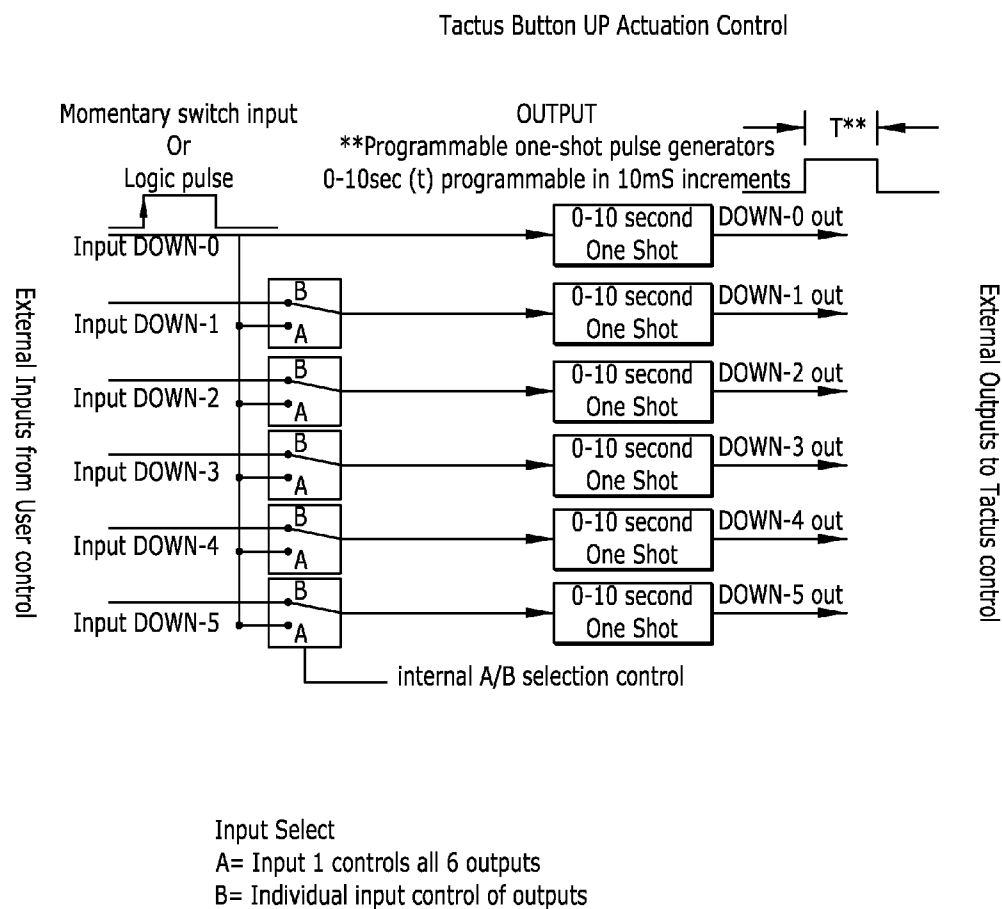 Tactus Button UP Actuation Control
Momentary switch input
Or
Logic pulse
OUTPUT
**Programmable one-shot pulse generators
0-10sec (t) programmable in 10mS increments
T**
Input DOWN-0
0-10 second
One Shot
DOWN-0 out
B
A
Input DOWN-1
0-10 second
One Shot
DOWN-1 out
B
A
Input DOWN-2
0-10 second
One Shot
DOWN-2 out
B
A
Input DOWN-3
0-10 second
One Shot
DOWN-3 out
B
A
Input DOWN-4
0-10 second
One Shot
DOWN-4 out
B
A
Input DOWN-5
0-10 second
One Shot
DOWN-5 out
External Inputs from User control
External Outputs to Tactus control
internal A/B selection control
Input Select
A= Input 1 controls all 6 outputs
B= Individual input control of outputs